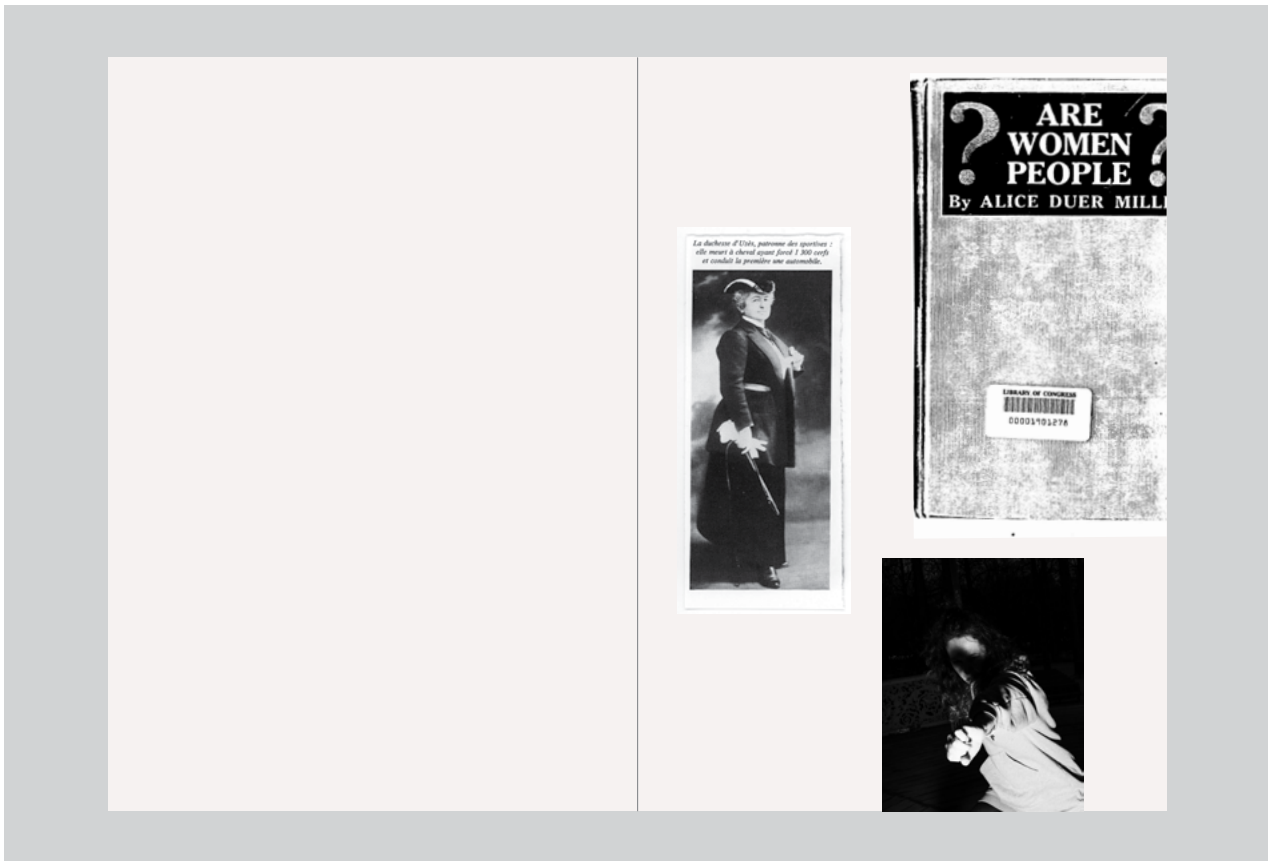 La duchesse d'Uzès, patronne des sportives :
elle meurt à cheval ayant forcé 1 300 cerfs
et conduit la première une automobile.
? ARE ?
WOMEN
PEOPLE
By ALICE DUER MILL
LIBRARY OF CONGRESS